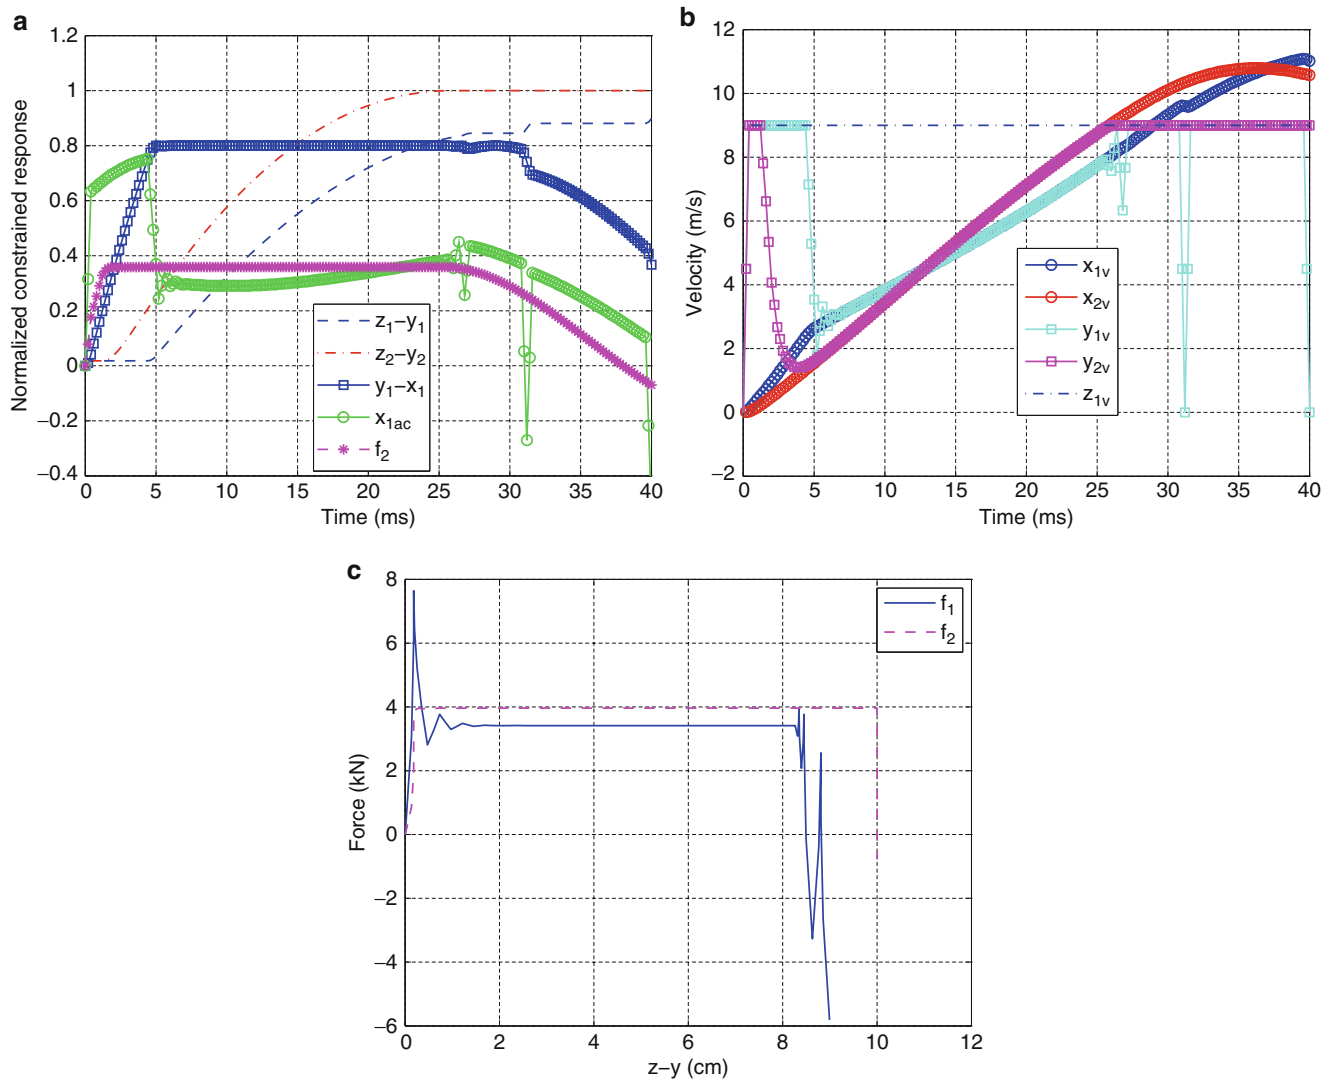 a
1.2
1
0.8
0.6
0.4
0.2
0
−0.2
−0.4
Normalized constrained response
0 5 10 15 20 25 30 35 40
Time (ms)
z1−y1
z2−y2
y1−x1
x1ac
f2
b
12
10
8
6
4
2
0
−2
Velocity (m/s)
0 5 10 15 20 25 30 35 40
Time (ms)
x1v
x2v
y1v
y2v
z1v
c
8
6
4
2
0
−2
−4
−6
Force (kN)
0 2 4 6 8 10 12
z−y (cm)
f1
f2